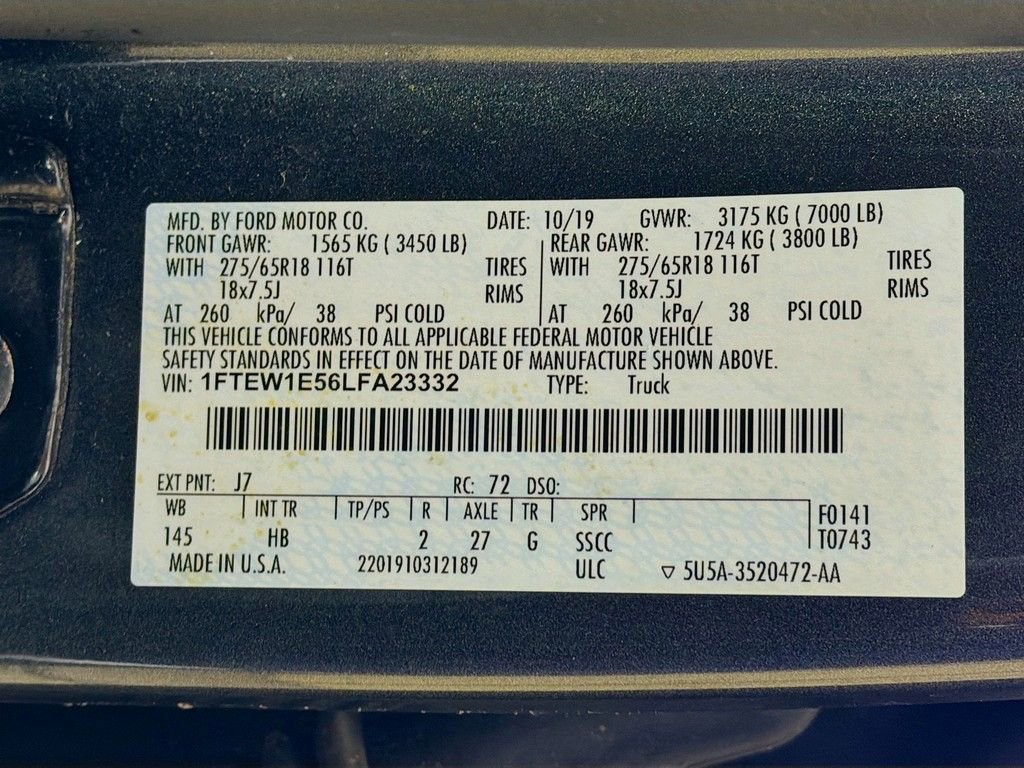 MFD. BY FORD MOTOR CO. DATE: 10/19 GVWR: 3175 KG ( 7000 LB)
FRONT GAWR: 1565 KG ( 3450 LB) REAR GAWR: 1724 KG ( 3800 LB)
WITH 275/65R18 116T TIRES WITH 275/65R18 116T TIRES
18x7.5J RIMS 18x7.5J RIMS
AT 260 kPa/ 38 PSI COLD AT 260 kPa/ 38 PSI COLD
THIS VEHICLE CONFORMS TO ALL APPLICABLE FEDERAL MOTOR VEHICLE
SAFETY STANDARDS IN EFFECT ON THE DATE OF MANUFACTURE SHOWN ABOVE.
VIN: 1FTEW1E56LFA23332 TYPE: Truck
EXT PNT: J7 RC: 72 DSO:
WB INT TR TP/PS R AXLE TR SPR F0141
145 HB 2 27 G SSCC T0743
MADE IN U.S.A. 2201910312189 ULC ▽ 5U5A-3520472-AA